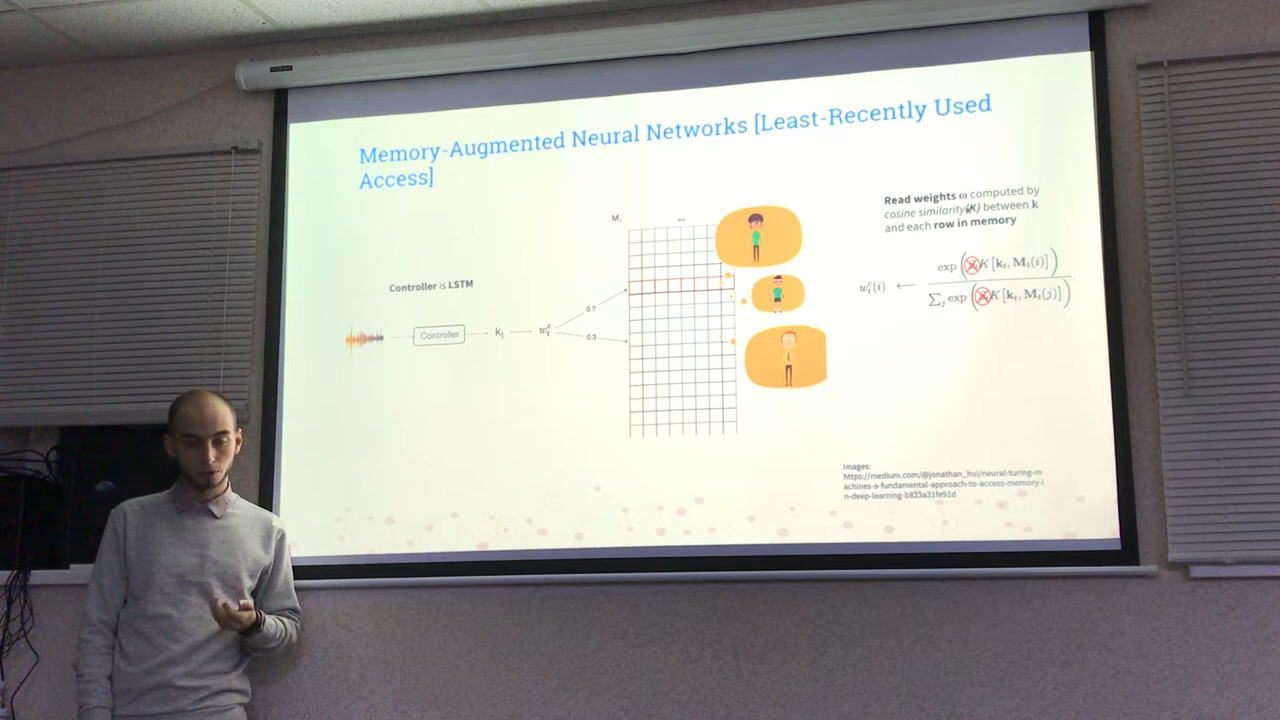 Memory-Augmented Neural Networks [Least-Recently Used
Access]
Read weights ω computed by
cosine similarity(K) between k
and each row in memory
M_t
Controller is LSTM
Controller
k_t
w_t^c
0.7
0.3
w_t^c(i) ← exp( K[k_t, M_t(i)]) / Σ_j exp( K[k_t, M_t(j)])
Images:
https://medium.com/@jonathan_hui/neural-turing-m
achines-a-fundamental-approach-to-access-memory-i
n-deep-learning-b823a31fe91d